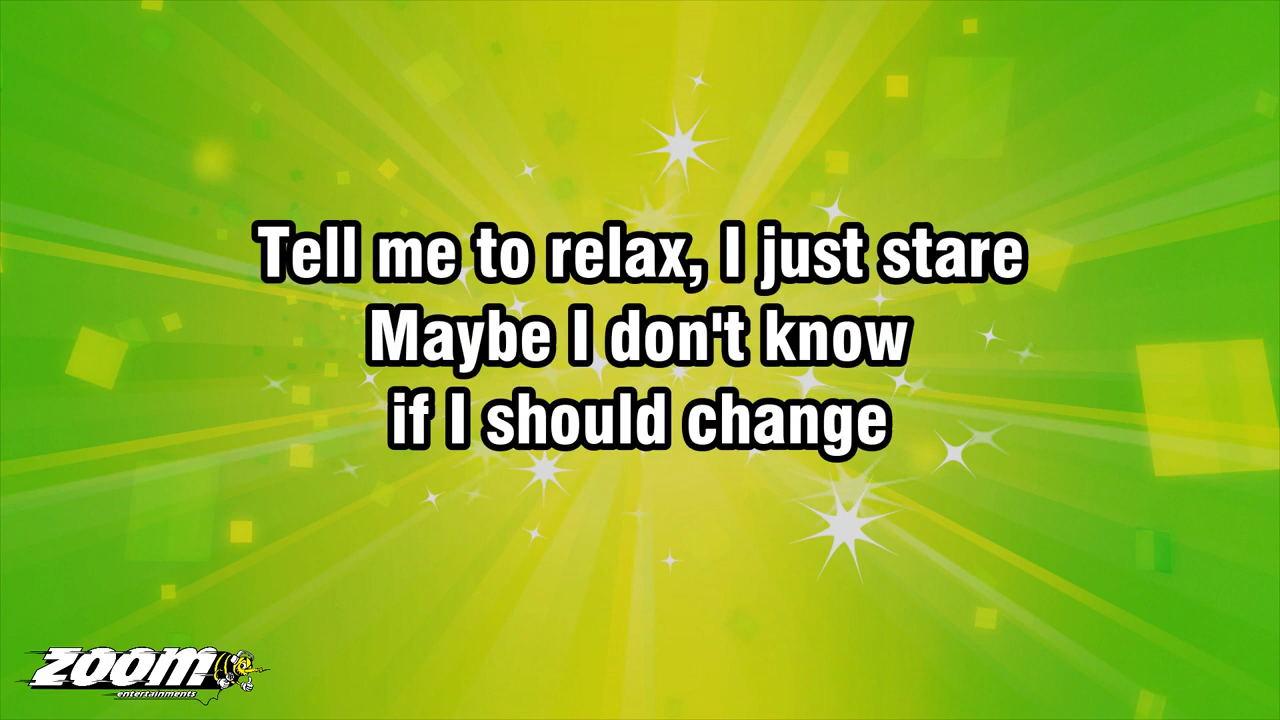 Tell me to relax, I just stare
Maybe I don't know
if I should change
zoom
entertainments